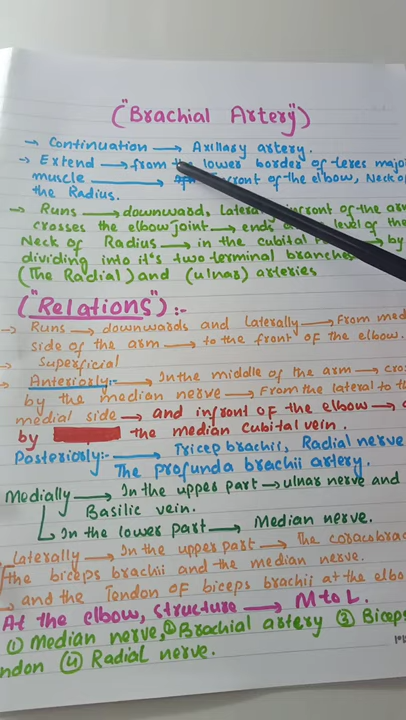 ("Brachial Artery")
→ Continuation → Axillary artery.
→ Extend → from the lower border of teres majo
muscle → infront of the elbow, Neck of
the Radius.
→ Runs → downward, Latera infront of the ar
crosses the elbow joint → ends level of the
Neck of Radius → in the cubital → by
dividing into it's two terminal branches
(The Radial) and (ulnar) arteries
("Relations") :-
→ Runs → downwards and laterally → From med
side of the arm → to the front of the elbow.
→ Superficial
→ Anteriorly:- → In the middle of the arm → cro
by the median nerve → From the lateral to t
medial side → and infront of the elbow →
by the median cubital vein.
Posteriorly:- → Tricep brachii, Radial nerve
The profunda brachii artery.
Medially → In the upper part → ulnar nerve and
Basilic vein.
↳ In the lower part → Median nerve.
Laterally → In the upper part → The coracobrac
the biceps brachii and the median nerve.
→ and the Tendon of biceps brachii at the elbo
At the elbow, structure → M to L.
① Median nerve, ② Brachial artery ③ Biceps
ndon ④ Radial nerve.